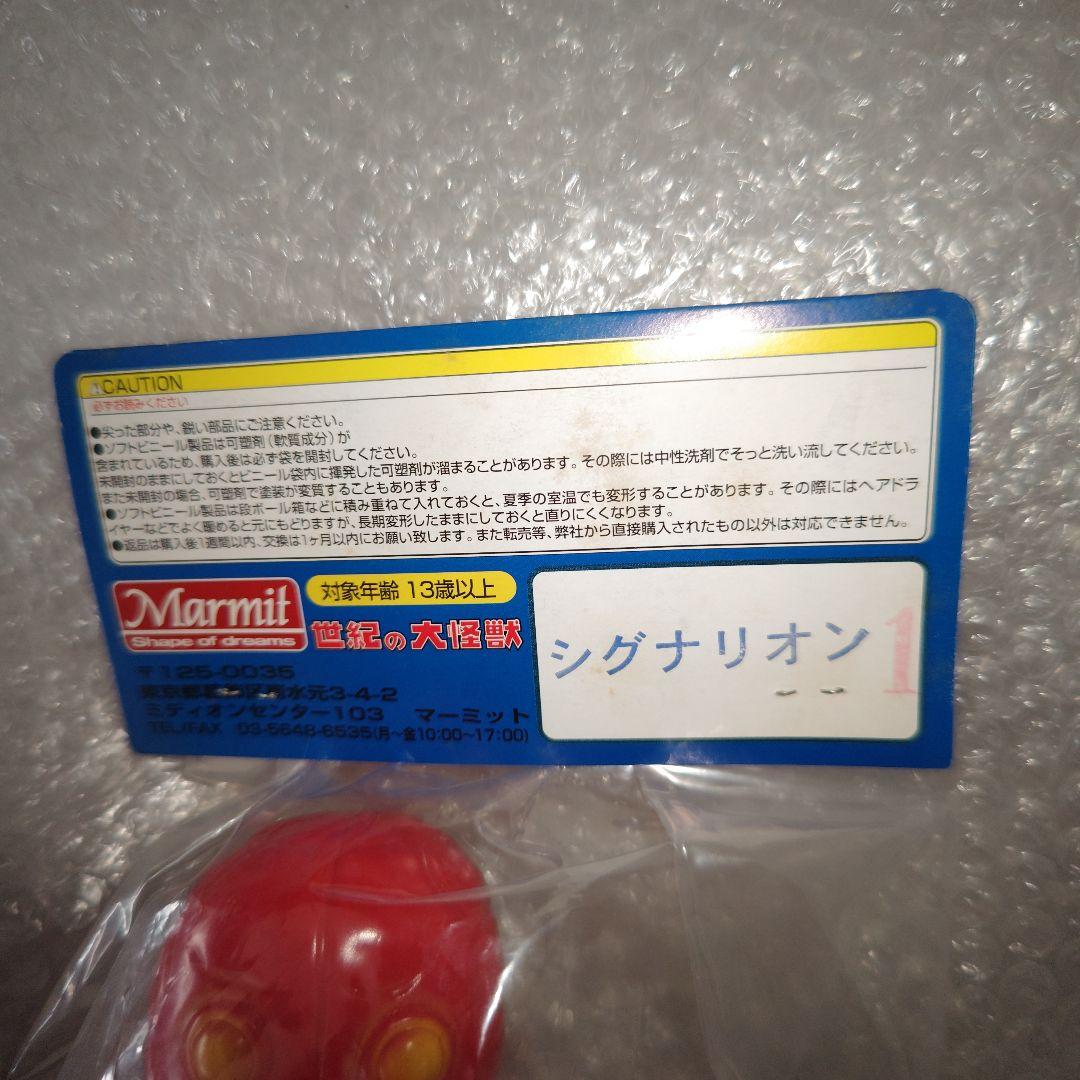 CAUTION
必ずお読みください
●尖った部分や、鋭い部品にご注意ください。
●ソフトビニール製品は可塑剤(軟質成分)が
含まれているため、購入後は必ず袋を開封してください。
未開封のままにしておくとビニール袋内に揮発した可塑剤が溜まることがあります。その際には中性洗剤でそっと洗い流してください。
また未開封の場合、可塑剤で塗装が変質することもあります。
●ソフトビニール製品は段ボール箱などに積み重ねて入れておくと、夏季の室温でも変形することがあります。その際にはヘアドラ
イヤーなどでよく暖めると元にもどりますが、長期変形したままにしておくと直りにくくなります。
●返品は購入後1週間以内、交換は1ヶ月以内にお願い致します。また転売等、弊社から直接購入されたもの以外は対応できません。
Marmit
Shape of dreams
対象年齢 13歳以上
世紀の大怪獣
〒125-0035
東京都 区 水元3-4-2
ミディオンセンター103 マーミット
TEL/FAX 03-5648-6535(月~金10:00~17:00)
シグナリオン
1